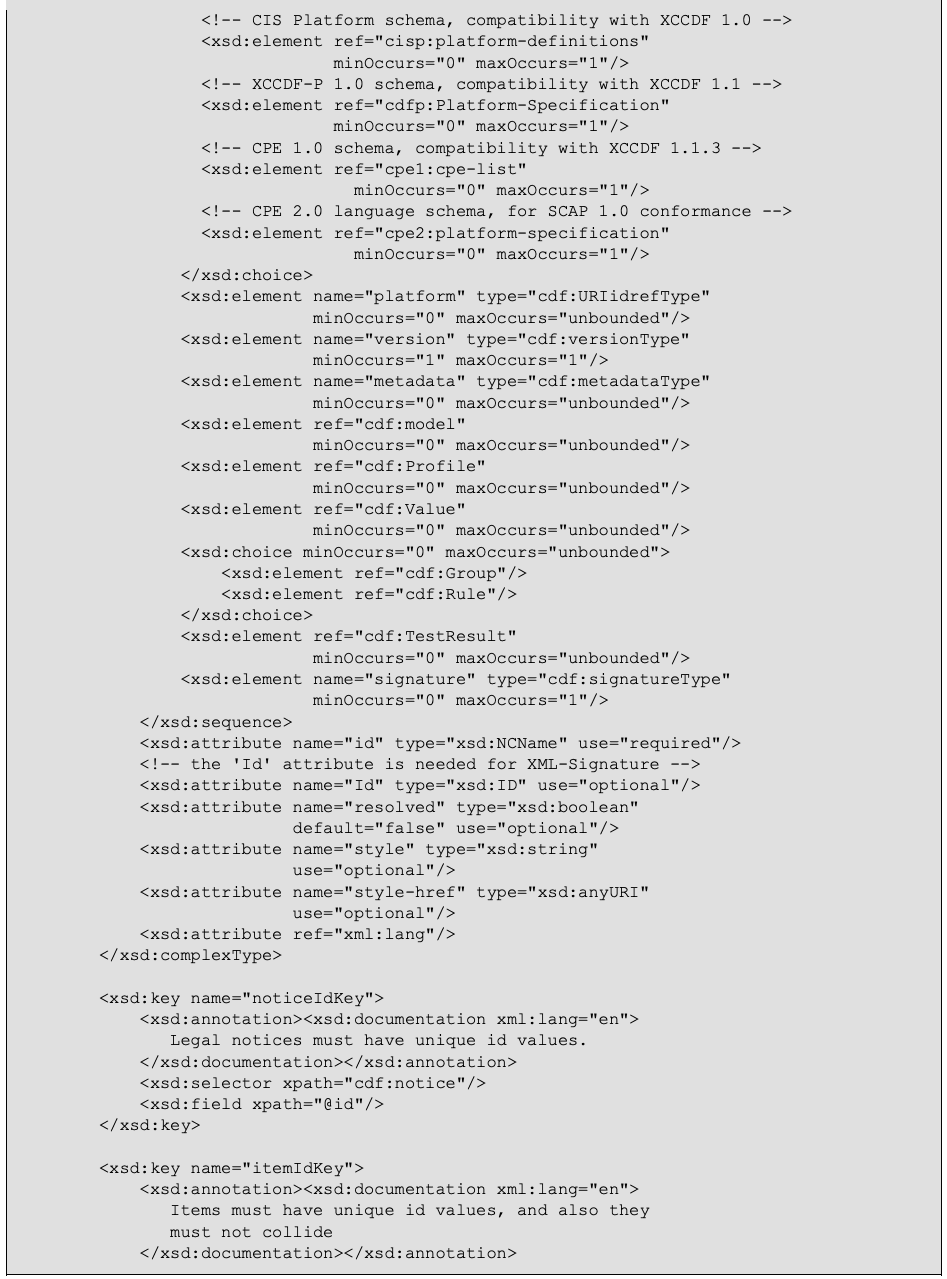 <!-- CIS Platform schema, compatibility with XCCDF 1.0 -->
<xsd:element ref="cisp:platform-definitions"
minOccurs="0" maxOccurs="1"/>
<!-- XCCDF-P 1.0 schema, compatibility with XCCDF 1.1 -->
<xsd:element ref="cdfp:Platform-Specification"
minOccurs="0" maxOccurs="1"/>
<!-- CPE 1.0 schema, compatibility with XCCDF 1.1.3 -->
<xsd:element ref="cpe1:cpe-list"
minOccurs="0" maxOccurs="1"/>
<!-- CPE 2.0 language schema, for SCAP 1.0 conformance -->
<xsd:element ref="cpe2:platform-specification"
minOccurs="0" maxOccurs="1"/>
</xsd:choice>
<xsd:element name="platform" type="cdf:URIidrefType"
minOccurs="0" maxOccurs="unbounded"/>
<xsd:element name="version" type="cdf:versionType"
minOccurs="1" maxOccurs="1"/>
<xsd:element name="metadata" type="cdf:metadataType"
minOccurs="0" maxOccurs="unbounded"/>
<xsd:element ref="cdf:model"
minOccurs="0" maxOccurs="unbounded"/>
<xsd:element ref="cdf:Profile"
minOccurs="0" maxOccurs="unbounded"/>
<xsd:element ref="cdf:Value"
minOccurs="0" maxOccurs="unbounded"/>
<xsd:choice minOccurs="0" maxOccurs="unbounded">
<xsd:element ref="cdf:Group"/>
<xsd:element ref="cdf:Rule"/>
</xsd:choice>
<xsd:element ref="cdf:TestResult"
minOccurs="0" maxOccurs="unbounded"/>
<xsd:element name="signature" type="cdf:signatureType"
minOccurs="0" maxOccurs="1"/>
</xsd:sequence>
<xsd:attribute name="id" type="xsd:NCName" use="required"/>
<!-- the 'Id' attribute is needed for XML-Signature -->
<xsd:attribute name="Id" type="xsd:ID" use="optional"/>
<xsd:attribute name="resolved" type="xsd:boolean"
default="false" use="optional"/>
<xsd:attribute name="style" type="xsd:string"
use="optional"/>
<xsd:attribute name="style-href" type="xsd:anyURI"
use="optional"/>
<xsd:attribute ref="xml:lang"/>
</xsd:complexType>
<xsd:key name="noticeIdKey">
<xsd:annotation><xsd:documentation xml:lang="en">
Legal notices must have unique id values.
</xsd:documentation></xsd:annotation>
<xsd:selector xpath="cdf:notice"/>
<xsd:field xpath="@id"/>
</xsd:key>
<xsd:key name="itemIdKey">
<xsd:annotation><xsd:documentation xml:lang="en">
Items must have unique id values, and also they
must not collide
</xsd:documentation></xsd:annotation>